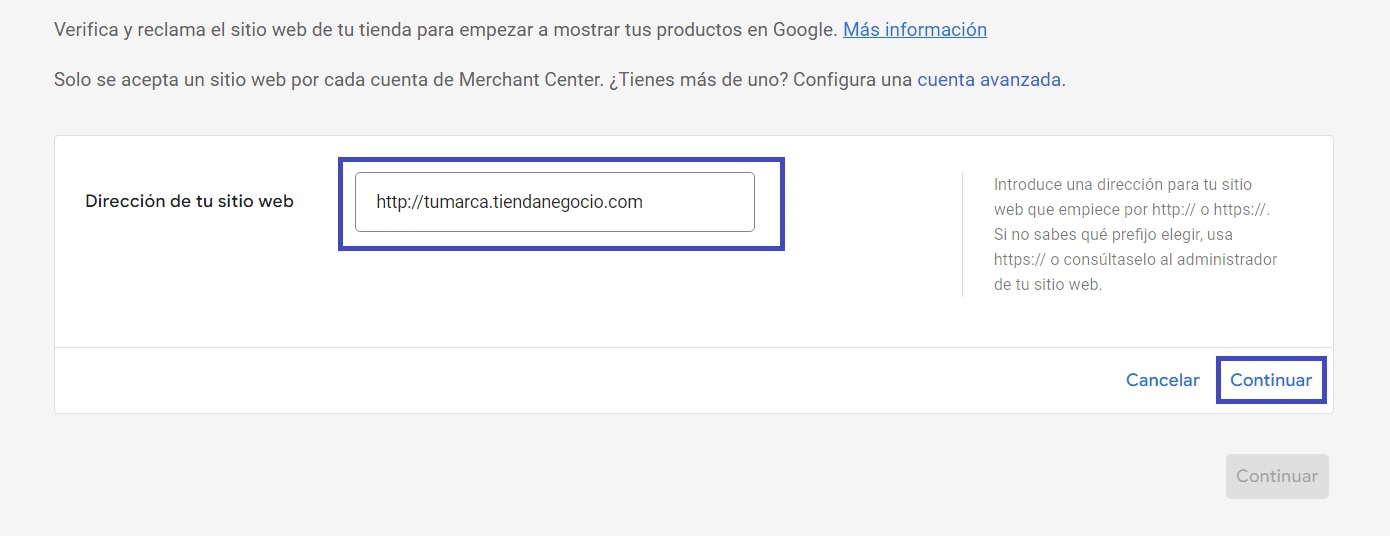 Verifica y reclama el sitio web de tu tienda para empezar a mostrar tus productos en Google. Más información
Solo se acepta un sitio web por cada cuenta de Merchant Center. ¿Tienes más de uno? Configura una cuenta avanzada.
Dirección de tu sitio web
http://tumarca.tiendanegocio.com
Introduce una dirección para tu sitio
web que empiece por http:// o https://.
Si no sabes qué prefijo elegir, usa
https:// o consúltaselo al administrador
de tu sitio web.
Cancelar
Continuar
Continuar